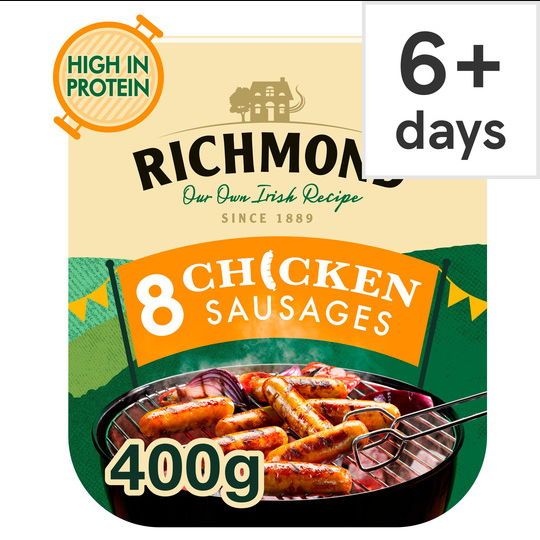 HIGH IN
PROTEIN
6+
days
RICHMOND
Our Own Irish Recipe
SINCE 1889
8 CHICKEN
SAUSAGES
400g